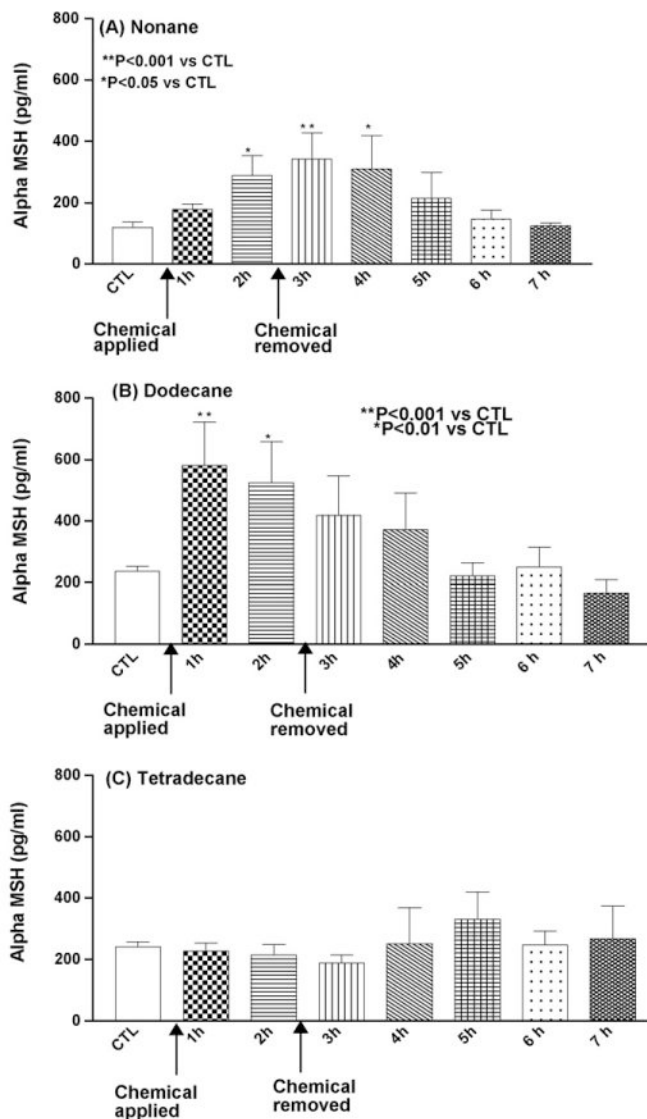 (A) Nonane
**P<0.001 vs CTL
*P<0.05 vs CTL
Alpha MSH (pg/ml)
800
600
400
200
0
*
**
*
CTL
1h
2h
3h
4h
5h
6 h
7 h
Chemical
applied
Chemical
removed
(B) Dodecane
**P<0.001 vs CTL
*P<0.01 vs CTL
Alpha MSH (pg/ml)
800
600
400
200
0
**
*
CTL
1h
2h
3h
4h
5h
6 h
7 h
Chemical
applied
Chemical
removed
(C) Tetradecane
Alpha MSH (pg/ml)
800
600
400
200
0
CTL
1h
2h
3h
4h
5h
6 h
7 h
Chemical
applied
Chemical
removed